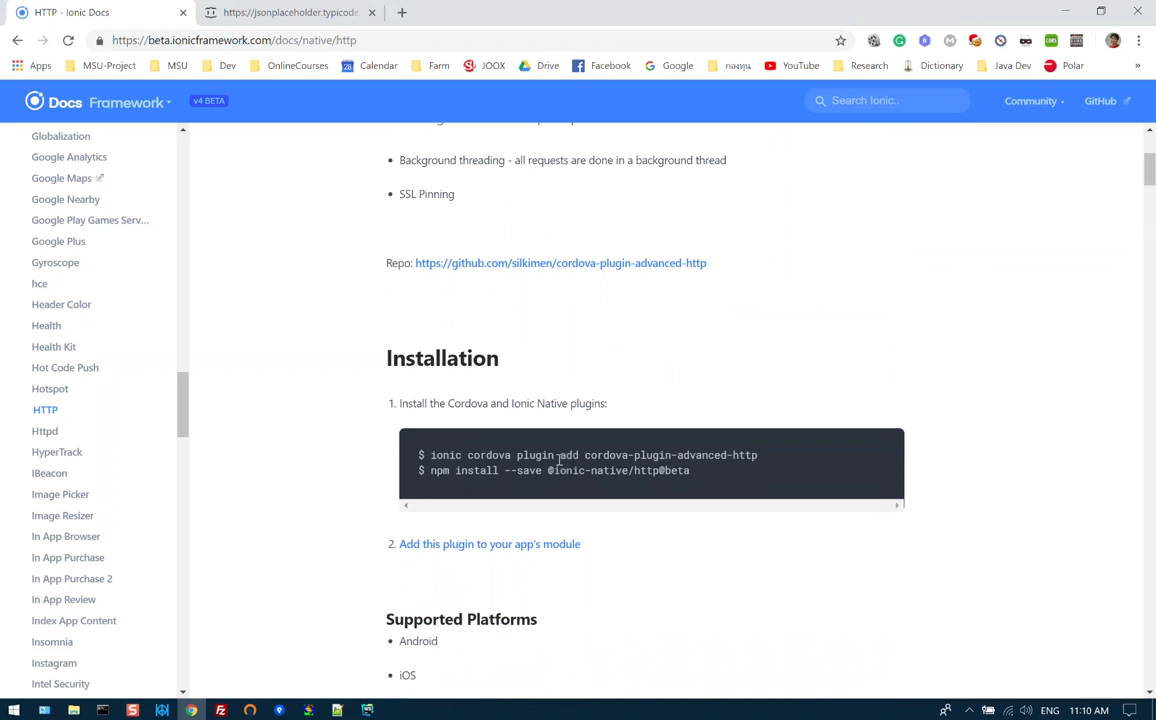 HTTP - Ionic Docs
https://jsonplaceholder.typicode
https://beta.ionicframework.com/docs/native/http
Apps
MSU-Project
MSU
Dev
OnlineCourses
28
Calendar
Farm
JOOX
Drive
Facebook
Google
กองทุน
YouTube
Research
Dictionary
Java Dev
Polar
»
Docs Framework
v4 BETA
Search Ionic..
Community
GitHub
Globalization
Google Analytics
Google Maps
Google Nearby
Google Play Games Serv...
Google Plus
Gyroscope
hce
Header Color
Health
Health Kit
Hot Code Push
Hotspot
HTTP
Httpd
HyperTrack
IBeacon
Image Picker
Image Resizer
In App Browser
In App Purchase
In App Purchase 2
In App Review
Index App Content
Insomnia
Instagram
Intel Security
Background threading - all requests are done in a background thread
SSL Pinning
Repo: https://github.com/silkimen/cordova-plugin-advanced-http
Installation
1. Install the Cordova and Ionic Native plugins:
$ ionic cordova plugin add cordova-plugin-advanced-http
$ npm install --save @ionic-native/http@beta
2. Add this plugin to your app's module
Supported Platforms
Android
iOS
ENG
11:10 AM